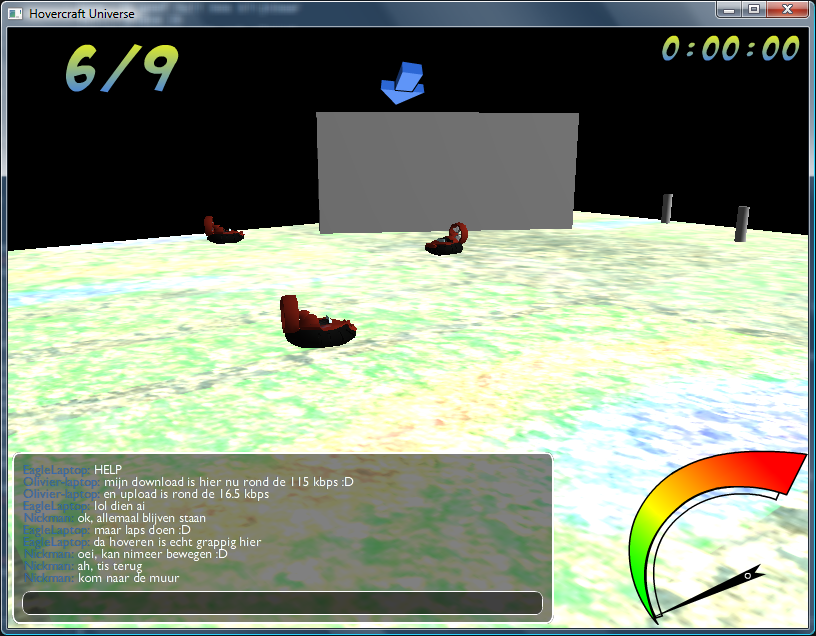 Hovercraft Universe
6/9
0:00:00
EagleLaptop: HELP
Olivier-laptop: mijn download is hier nu rond de 115 kbps :D
Olivier-laptop: en upload is rond de 16.5 kbps
EagleLaptop: lol dien ai
Nickman: ok, allemaal blijven staan
EagleLaptop: maar laps doen :D
EagleLaptop: da hoveren is echt grappig hier
Nickman: oei, kan nimeer bewegen :D
Nickman: ah, tis terug
Nickman: kom naar de muur